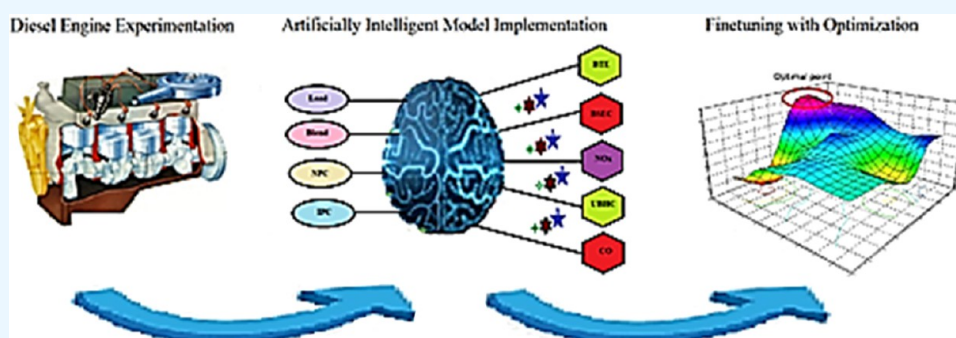 Diesel Engine Experimentation
Artificially Intelligent Model Implementation
Finetuning with Optimization
Optimal point
Load
Blend
NPC
IPC
BTE
BSEC
NOx
UBHC
CO